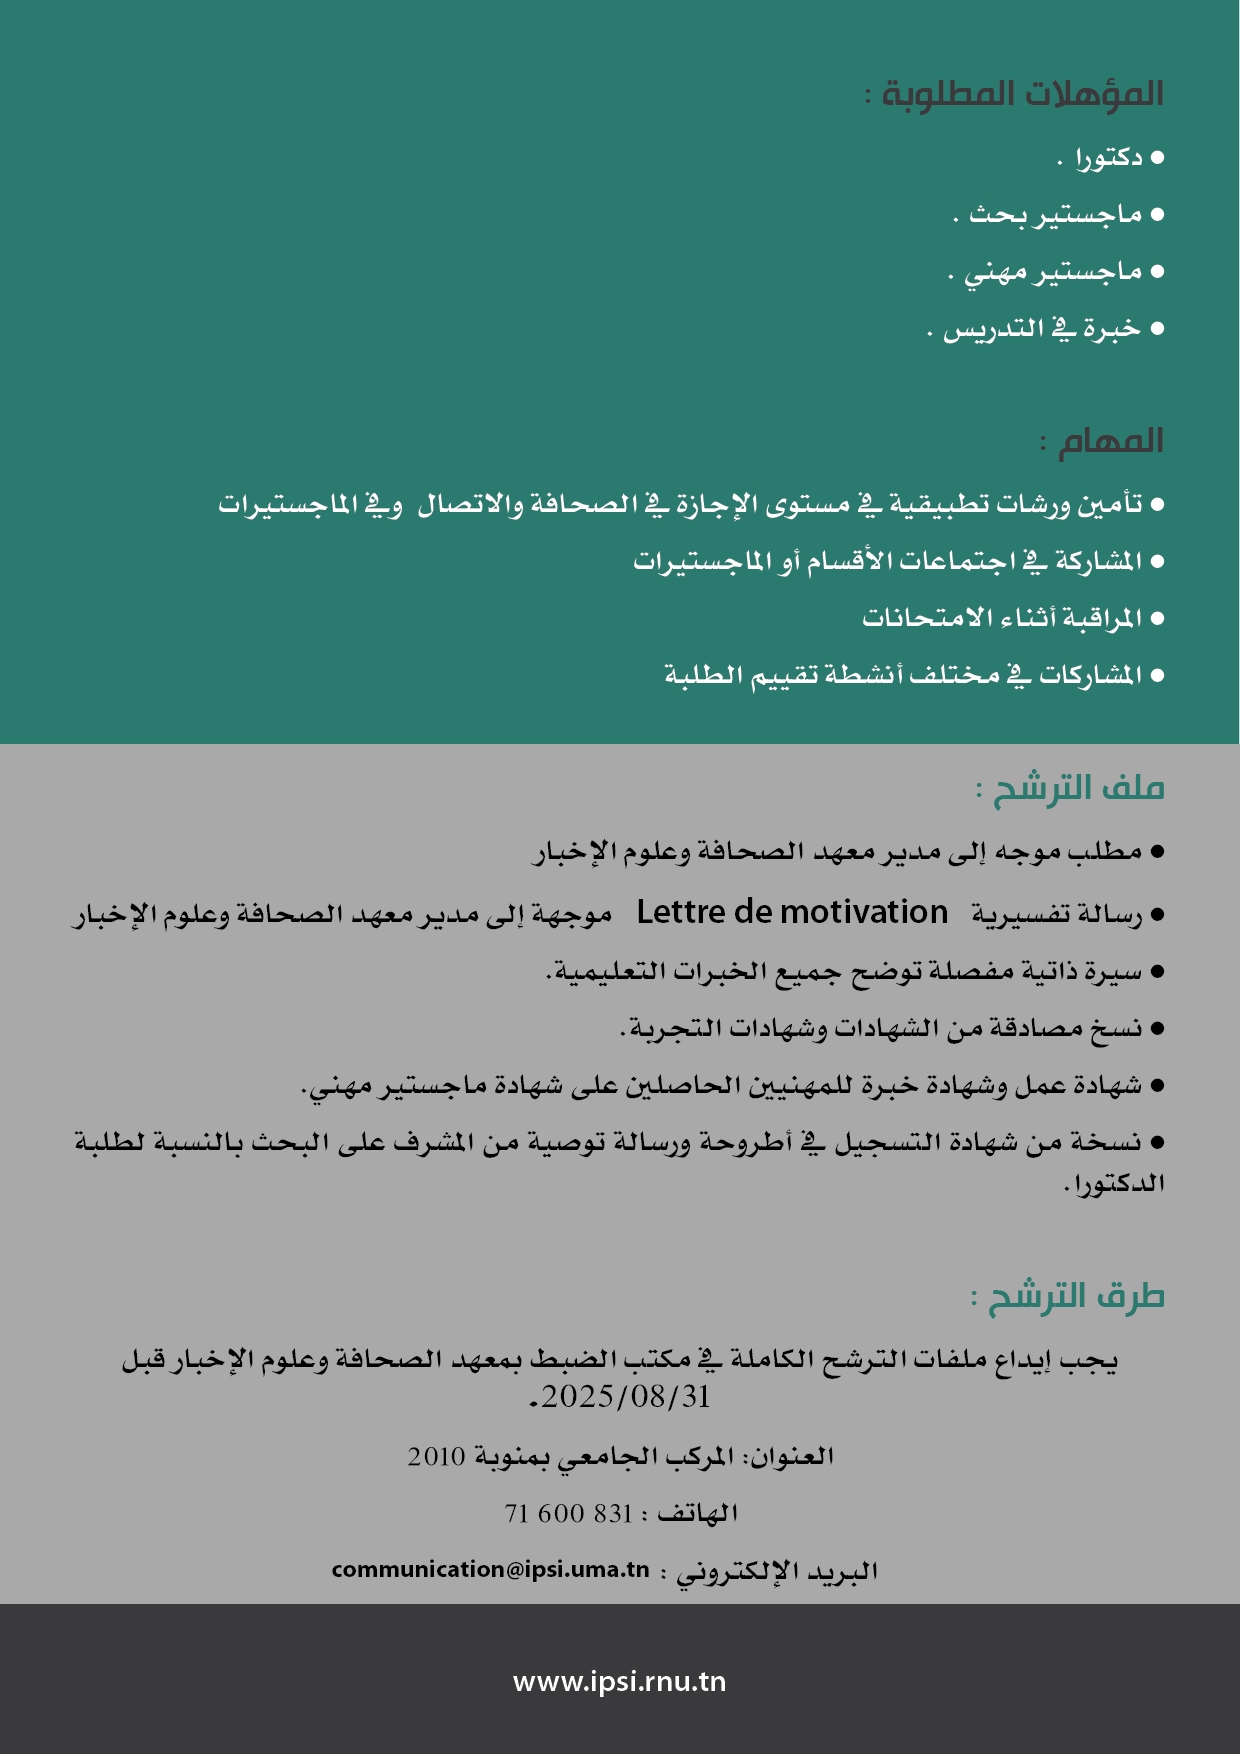 المؤهلات المطلوبة :
● دكتورا .
● ماجستير بحث .
● ماجستير مهني .
● خبرة في التدريس .
المهام :
● تأمين ورشات تطبيقية في مستوى الإجازة في الصحافة والاتصال وفي الماجستيرات
● المشاركة في اجتماعات الأقسام أو الماجستيرات
● المراقبة أثناء الامتحانات
● المشاركات في مختلف أنشطة تقييم الطلبة
ملف الترشح :
● مطلب موجه إلى مدير معهد الصحافة وعلوم الإخبار
● رسالة تفسيرية Lettre de motivation موجهة إلى مدير معهد الصحافة وعلوم الإخبار
● سيرة ذاتية مفصلة توضح جميع الخبرات التعليمية.
● نسخ مصادقة من الشهادات وشهادات التجربة.
● شهادة عمل وشهادة خبرة للمهنيين الحاصلين على شهادة ماجستير مهني.
● نسخة من شهادة التسجيل في أطروحة ورسالة توصية من المشرف على البحث بالنسبة لطلبة
الدكتورا.
طرق الترشح :
يجب إيداع ملفات الترشح الكاملة في مكتب الضبط بمعهد الصحافة وعلوم الإخبار قبل
2025/08/31.
العنوان: المركب الجامعي بمنوبة 2010
الهاتف : 71 600 831
البريد الإلكتروني : communication@ipsi.uma.tn
www.ipsi.rnu.tn